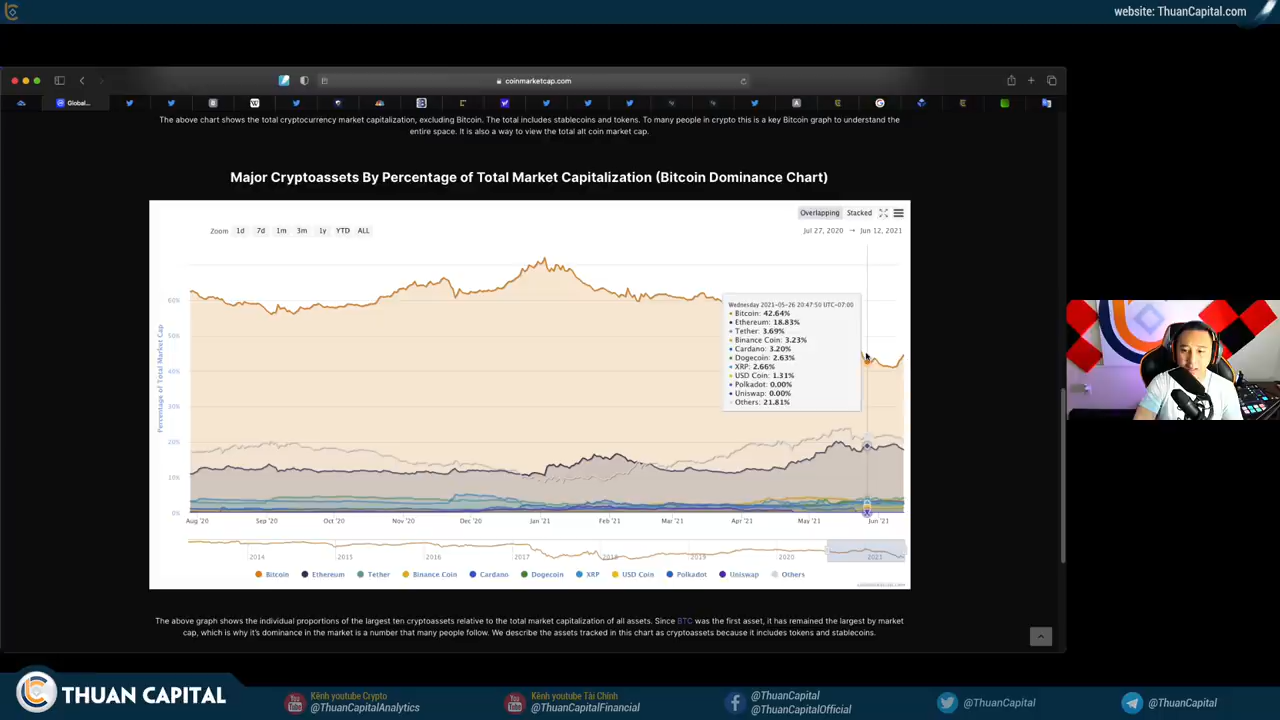 website: ThuanCapital.com
coinmarketcap.com
Global...
The above chart shows the total cryptocurrency market capitalization, excluding Bitcoin. The total includes stablecoins and tokens. To many people in crypto this is a key Bitcoin graph to understand the
entire space. It is also a way to view the total alt coin market cap.
Major Cryptoassets By Percentage of Total Market Capitalization (Bitcoin Dominance Chart)
Overlapping Stacked
Zoom 1d 7d 1m 3m 1y YTD ALL
Jul 27, 2020 → Jun 12, 2021
Percentage of Total Market Cap
60%
50%
40%
30%
20%
10%
0%
Wednesday 2021-05-26 20:47:50 UTC-07:00
Bitcoin: 42.64%
Ethereum: 18.83%
Tether: 3.69%
Binance Coin: 3.23%
Cardano: 3.20%
Dogecoin: 2.63%
XRP: 2.66%
USD Coin: 1.31%
Polkadot: 0.00%
Uniswap: 0.00%
Others: 21.81%
Aug '20 Sep '20 Oct '20 Nov '20 Dec '20 Jan '21 Feb '21 Mar '21 Apr '21 May '21 Jun '21
2014 2015 2016 2017 2018 2019 2020 2021
Bitcoin Ethereum Tether Binance Coin Cardano Dogecoin XRP USD Coin Polkadot Uniswap Others
The above graph shows the individual proportions of the largest ten cryptoassets relative to the total market capitalization of all assets. Since BTC was the first asset, it has remained the largest by market
cap, which is why it's dominance in the market is a number that many people follow. We describe the assets tracked in this chart as cryptoassets because it includes tokens and stablecoins.
THUAN CAPITAL
Kênh youtube Crypto
@ThuanCapitalAnalytics
Kênh youtube Tài Chính
@ThuanCapitalFinancial
@ThuanCapital
@ThuanCapitalOfficial
@ThuanCapital
@ThuanCapital